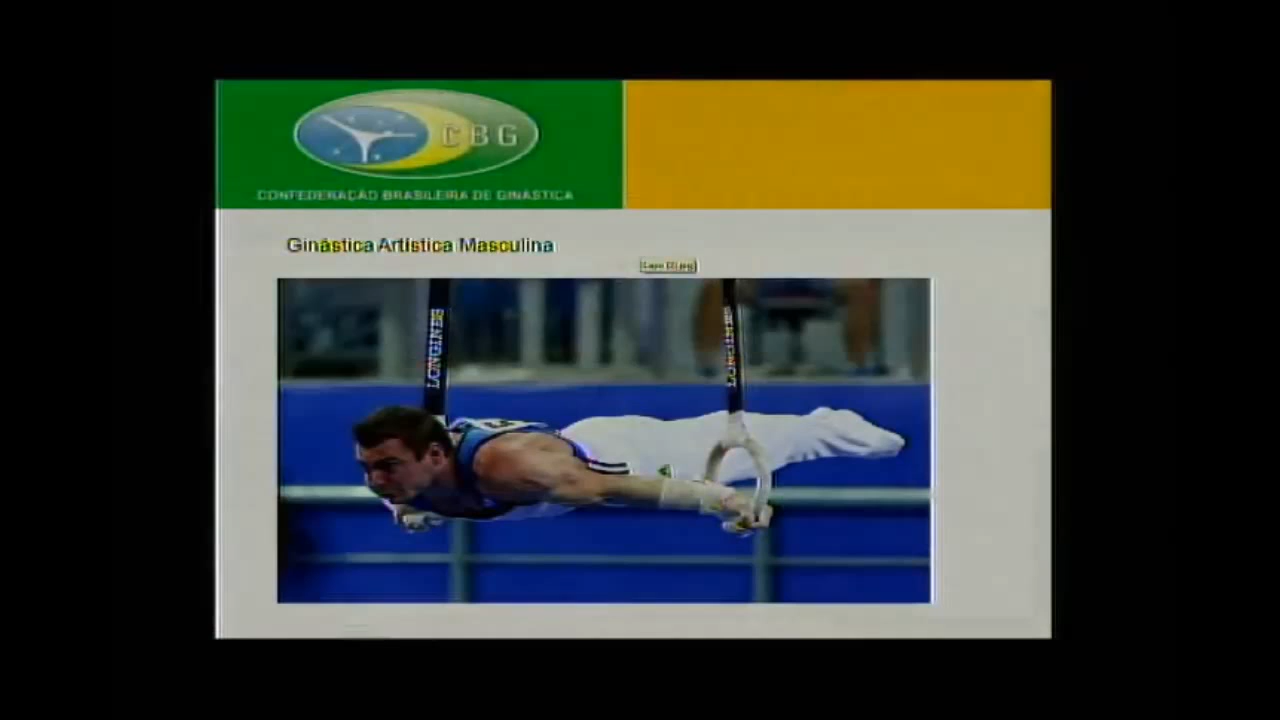 CBG
CONFEDERAÇÃO BRASILEIRA DE GINÁSTICA
Ginástica Artística Masculina
LONGINES
LONGINES